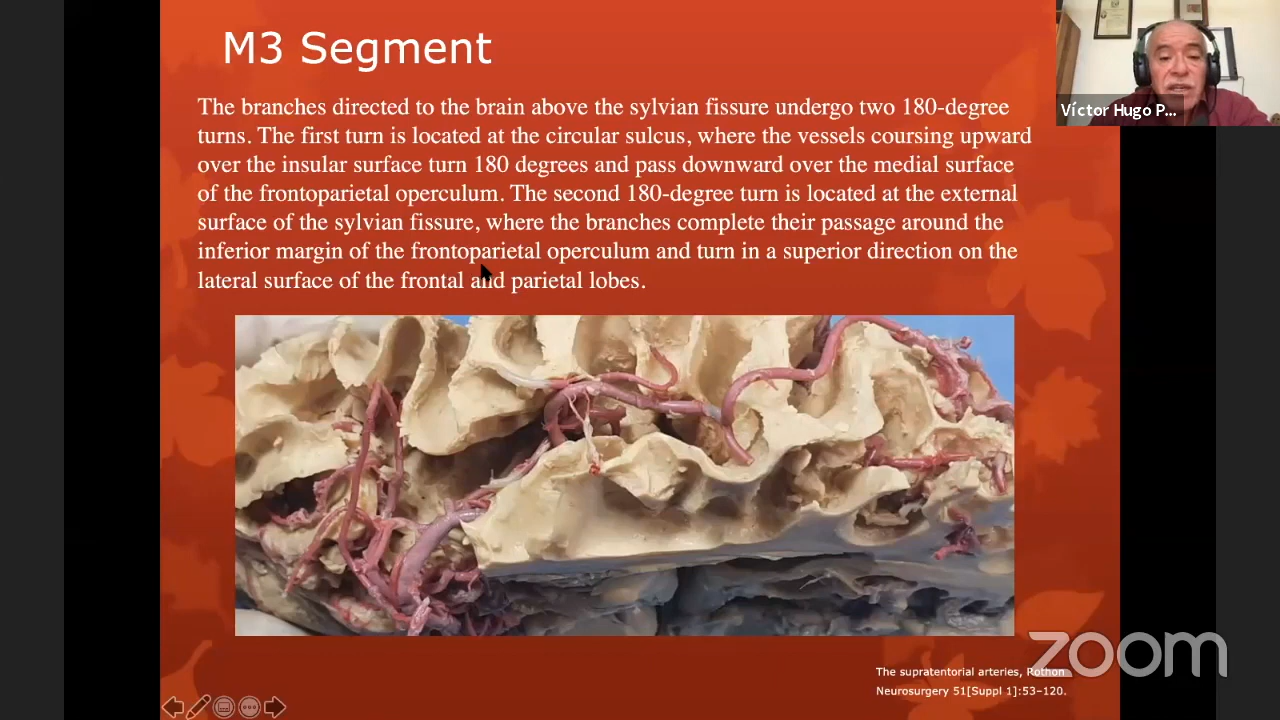 M3 Segment
The branches directed to the brain above the sylvian fissure undergo two 180-degree
turns. The first turn is located at the circular sulcus, where the vessels coursing upward
over the insular surface turn 180 degrees and pass downward over the medial surface
of the frontoparietal operculum. The second 180-degree turn is located at the external
surface of the sylvian fissure, where the branches complete their passage around the
inferior margin of the frontoparietal operculum and turn in a superior direction on the
lateral surface of the frontal and parietal lobes.
Víctor Hugo P...
zoom
The supratentorial arteries, Rothon
Neurosurgery 51[Suppl 1]:53–120.